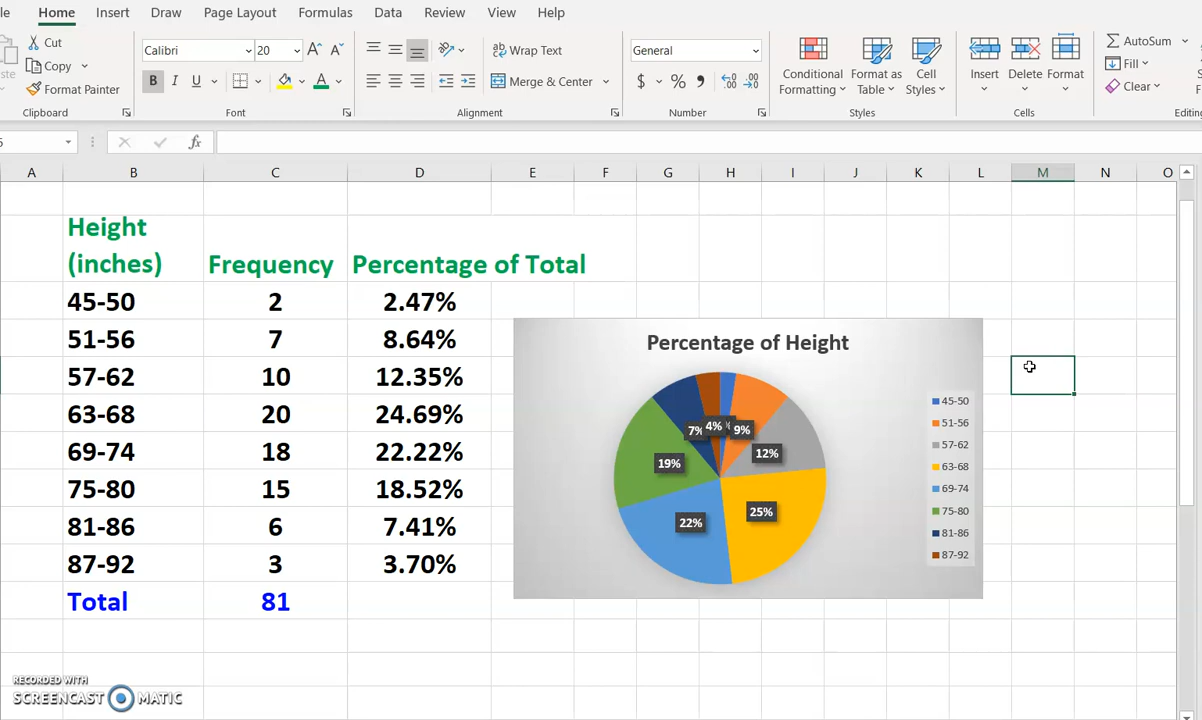 Home Insert Draw Page Layout Formulas Data Review View Help
Cut
Copy
Format Painter
Clipboard
Calibri 20
B I U
Font
Wrap Text
Merge & Center
Alignment
General
$ % ,
Number
Conditional Formatting
Format as Table
Cell Styles
Styles
Insert Delete Format
Cells
AutoSum
Fill
Clear
fx
A B C D E F G H I J K L M N O
Height
(inches) Frequency Percentage of Total
45-50 2 2.47%
51-56 7 8.64%
57-62 10 12.35%
63-68 20 24.69%
69-74 18 22.22%
75-80 15 18.52%
81-86 6 7.41%
87-92 3 3.70%
Total 81
Percentage of Height
7% 4% 9%
12%
19%
25%
22%
45-50
51-56
57-62
63-68
69-74
75-80
81-86
87-92
RECORDED WITH
SCREENCAST MATIC